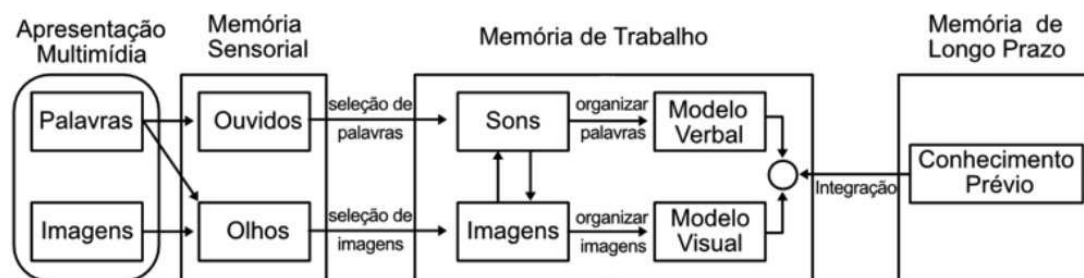 Apresentação
Multimídia
Memória
Sensorial
Memória de Trabalho
Memória de
Longo Prazo
Palavras
Ouvidos
seleção de
palavras
Sons
organizar
palavras
Modelo
Verbal
Conhecimento
Prévio
Integração
Imagens
Olhos
seleção de
imagens
Imagens
organizar
imagens
Modelo
Visual